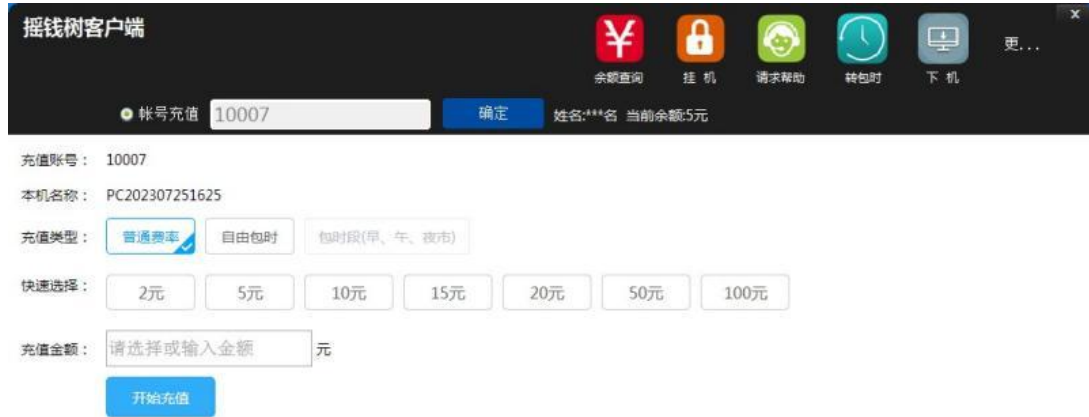 摇钱树客户端
x
¥
余额查询 挂 机 请求帮助 转包时 下 机 更...
帐号充值 10007 确定 姓名:***名 当前余额:5元
充值账号： 10007
本机名称： PC202307251625
充值类型： 普通费率 自由包时 包时段(早、午、夜市)
快速选择： 2元 5元 10元 15元 20元 50元 100元
充值金额： 请选择或输入金额 元
开始充值